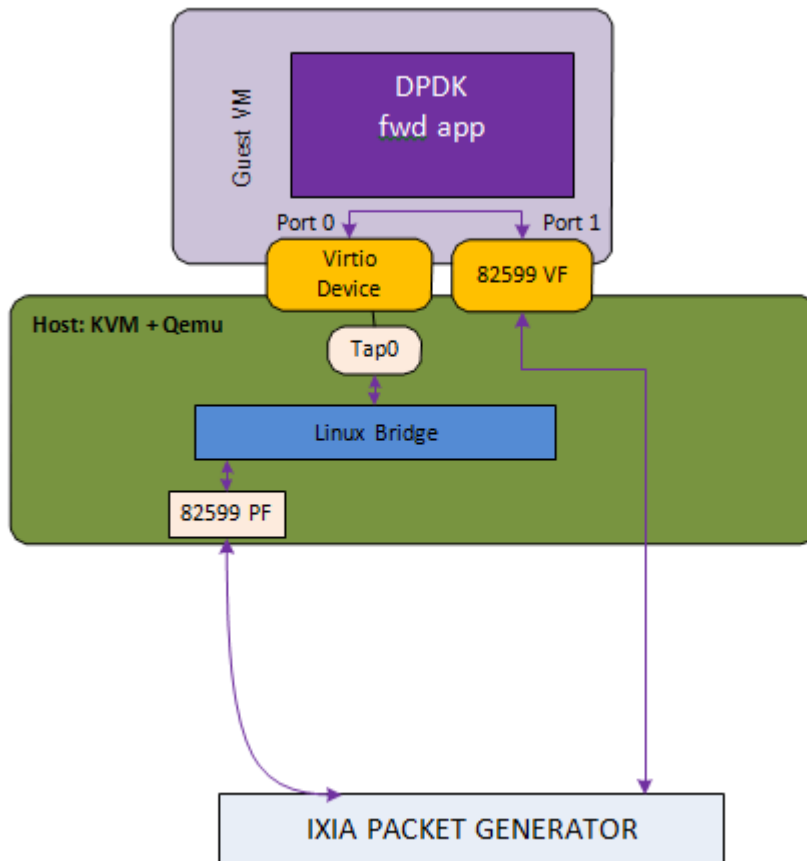 DPDK
fwd app
Guest VM
Port 0
Port 1
Virtio
Device
82599 VF
Host: KVM + Qemu
Tap0
Linux Bridge
82599 PF
IXIA PACKET GENERATOR